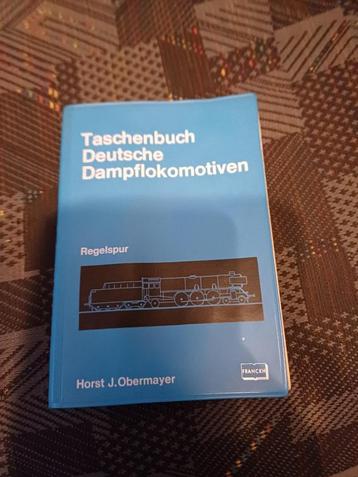 Taschenbuch
Deutsche
Dampflokomotiven
Regelspur
Horst J. Obermayer
FRANCKH